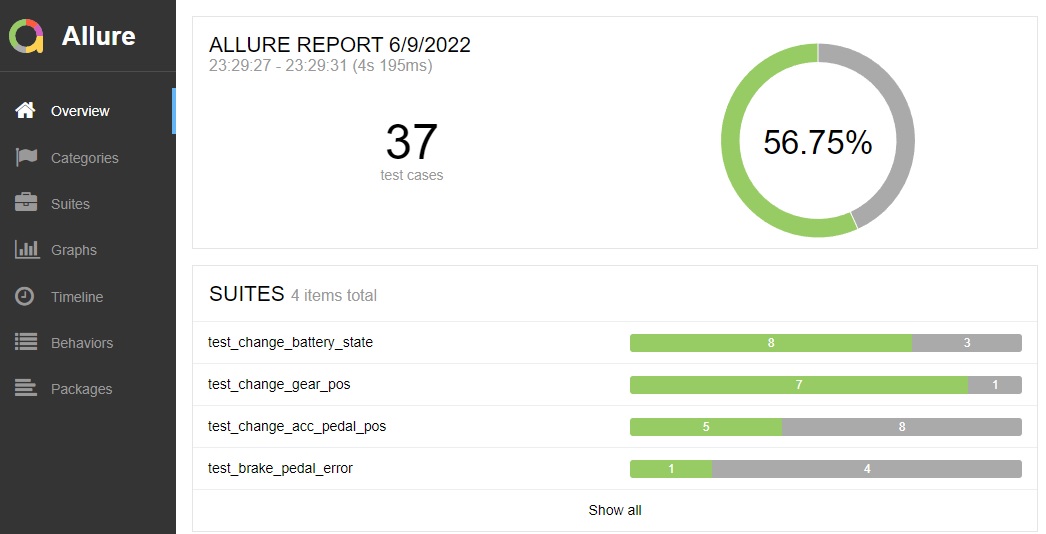 Allure
Overview
Categories
Suites
Graphs
Timeline
Behaviors
Packages
ALLURE REPORT 6/9/2022
23:29:27 - 23:29:31 (4s 195ms)
37
test cases
56.75%
SUITES 4 items total
test_change_battery_state 8 3
test_change_gear_pos 7 1
test_change_acc_pedal_pos 5 8
test_brake_pedal_error 1 4
Show all